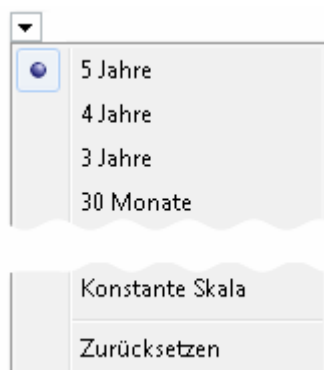 5 Jahre
4 Jahre
3 Jahre
30 Monate
Konstante Skala
Zurücksetzen